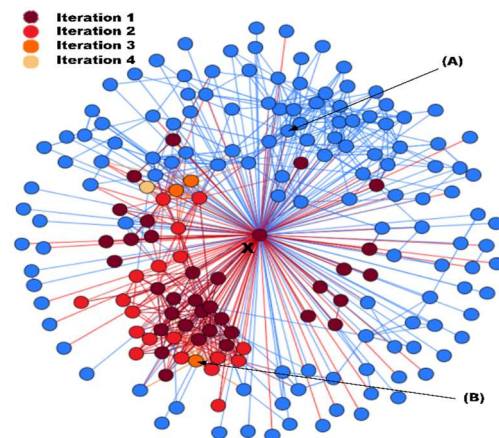 Iteration 1
Iteration 2
Iteration 3
Iteration 4
(A)
X
(B)